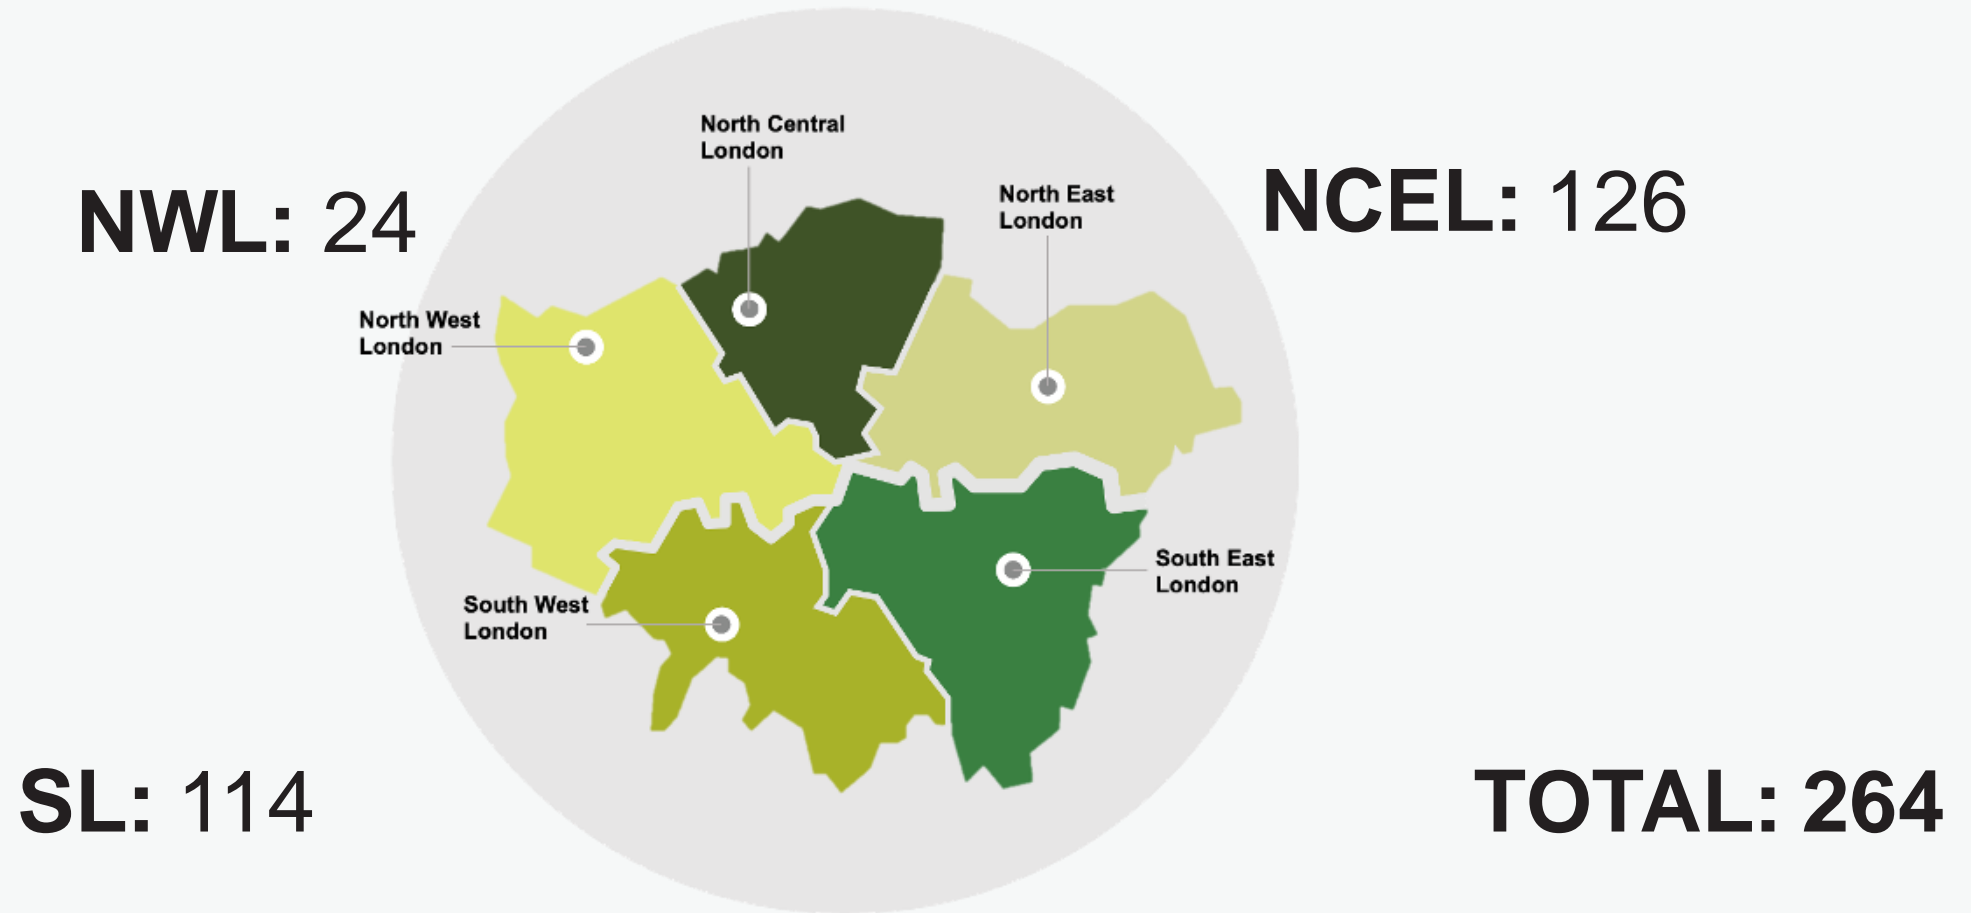 North Central
London
NWL: 24
North East
London
NCEL: 126
North West
London
South East
London
South West
London
SL: 114
TOTAL: 264